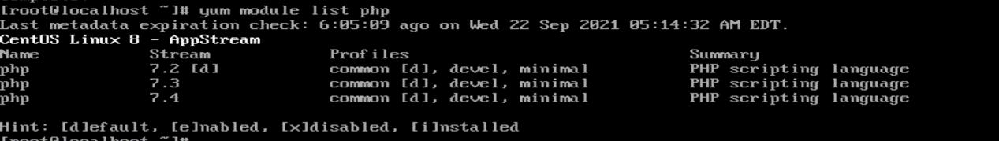 [root@localhost ~]# yum module list php
Last metadata expiration check: 6:05:09 ago on Wed 22 Sep 2021 05:14:32 AM EDT.
CentOS Linux 8 - AppStream
Name Stream Profiles Summary
php 7.2 [d] common [d], devel, minimal PHP scripting language
php 7.3 common [d], devel, minimal PHP scripting language
php 7.4 common [d], devel, minimal PHP scripting language
Hint: [d]efault, [e]nabled, [x]disabled, [i]nstalled
[root@localhost ~]#